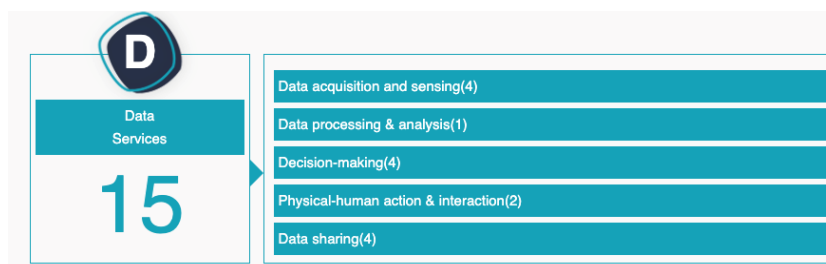 D
Data
Services
15
Data acquisition and sensing(4)
Data processing & analysis(1)
Decision-making(4)
Physical-human action & interaction(2)
Data sharing(4)